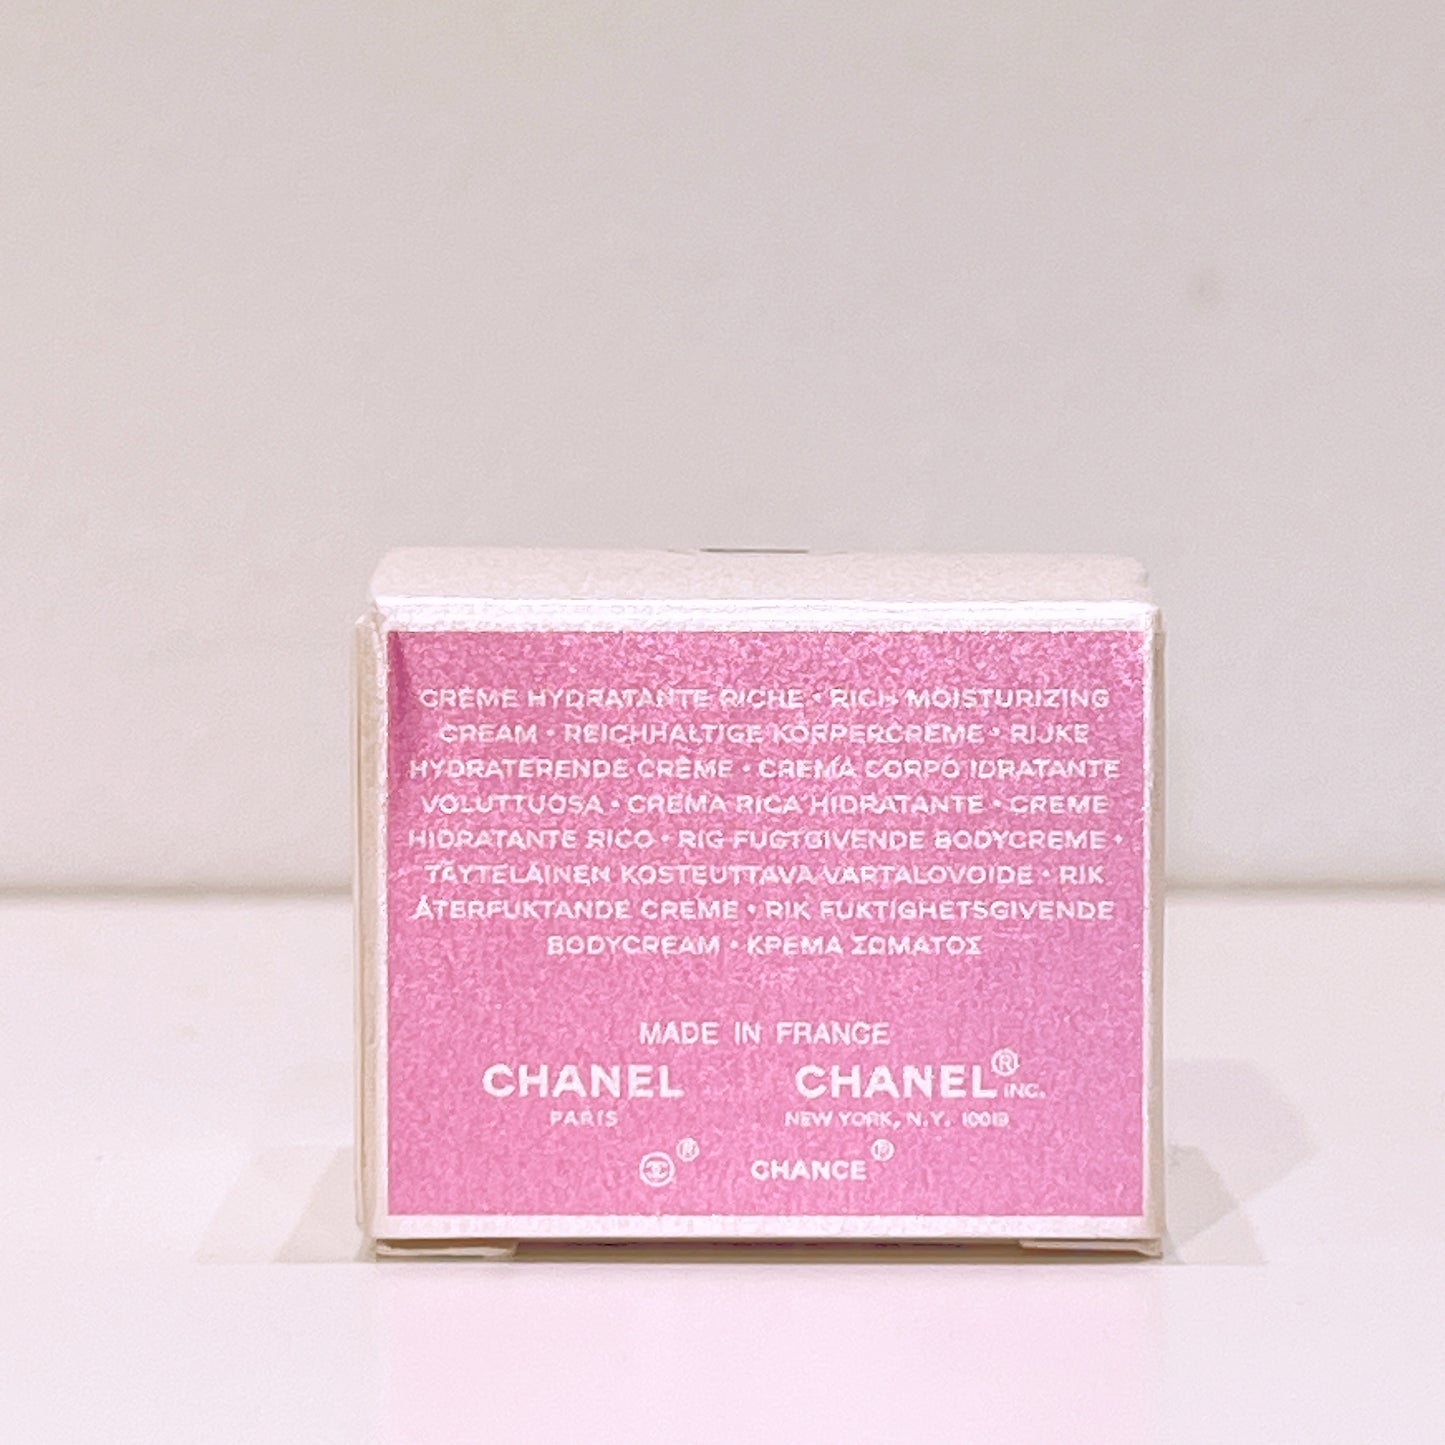 CRÈME HYDRATANTE RICHE • RICH MOISTURIZING
CREAM • REICHHALTIGE KÖRPERCREME • RIJKE
HYDRATERENDE CRÈME • CREMA CORPO IDRATANTE
VOLUTTUOSA • CREMA RICA HIDRATANTE • CREME
HIDRATANTE RICO • RIG FUGTGIVENDE BODYCREME •
TÄYTELÄINEN KOSTEUTTAVA VARTALOVOIDE • RIK
ÅTERFUKTANDE CRÈME • RIK FUKTIGHETSGIVENDE
BODYCREAM • ΚΡΕΜΑ ΣΩΜΑΤΟΣ
MADE IN FRANCE
CHANEL CHANEL® INC.
PARIS NEW YORK, N.Y. 10019
® CHANCE®